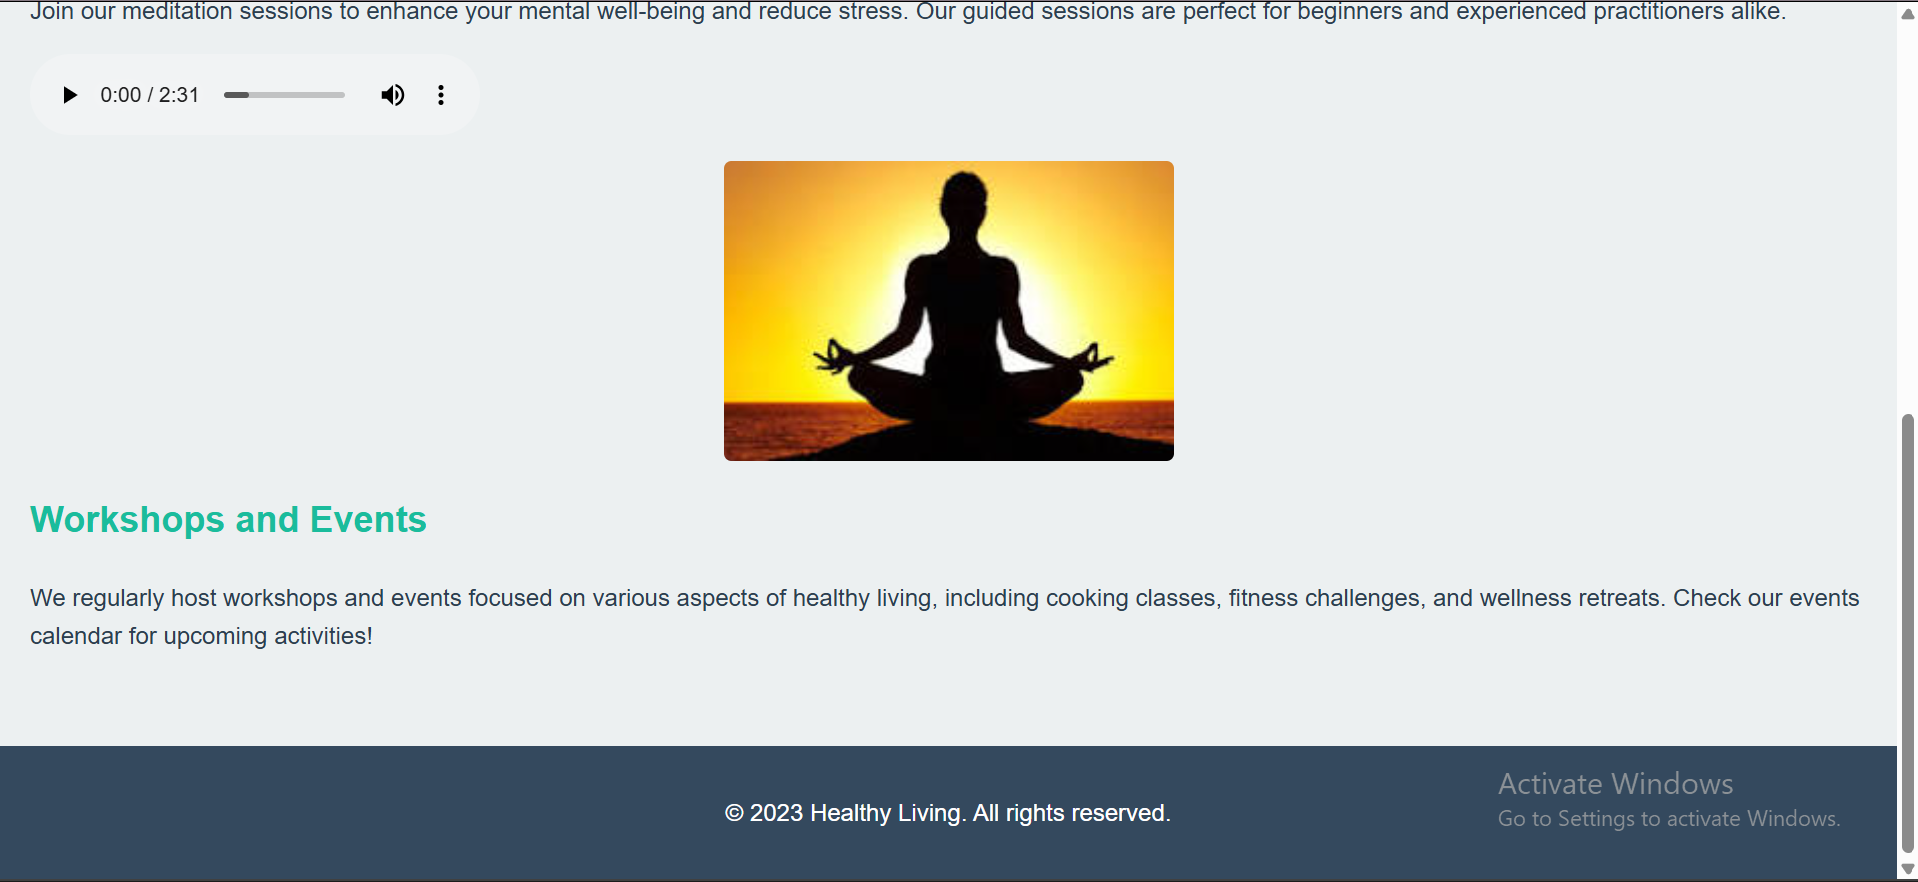 Join our meditation sessions to enhance your mental well-being and reduce stress. Our guided sessions are perfect for beginners and experienced practitioners alike.
0:00 / 2:31
Workshops and Events
We regularly host workshops and events focused on various aspects of healthy living, including cooking classes, fitness challenges, and wellness retreats. Check our events
calendar for upcoming activities!
© 2023 Healthy Living. All rights reserved.
Activate Windows
Go to Settings to activate Windows.